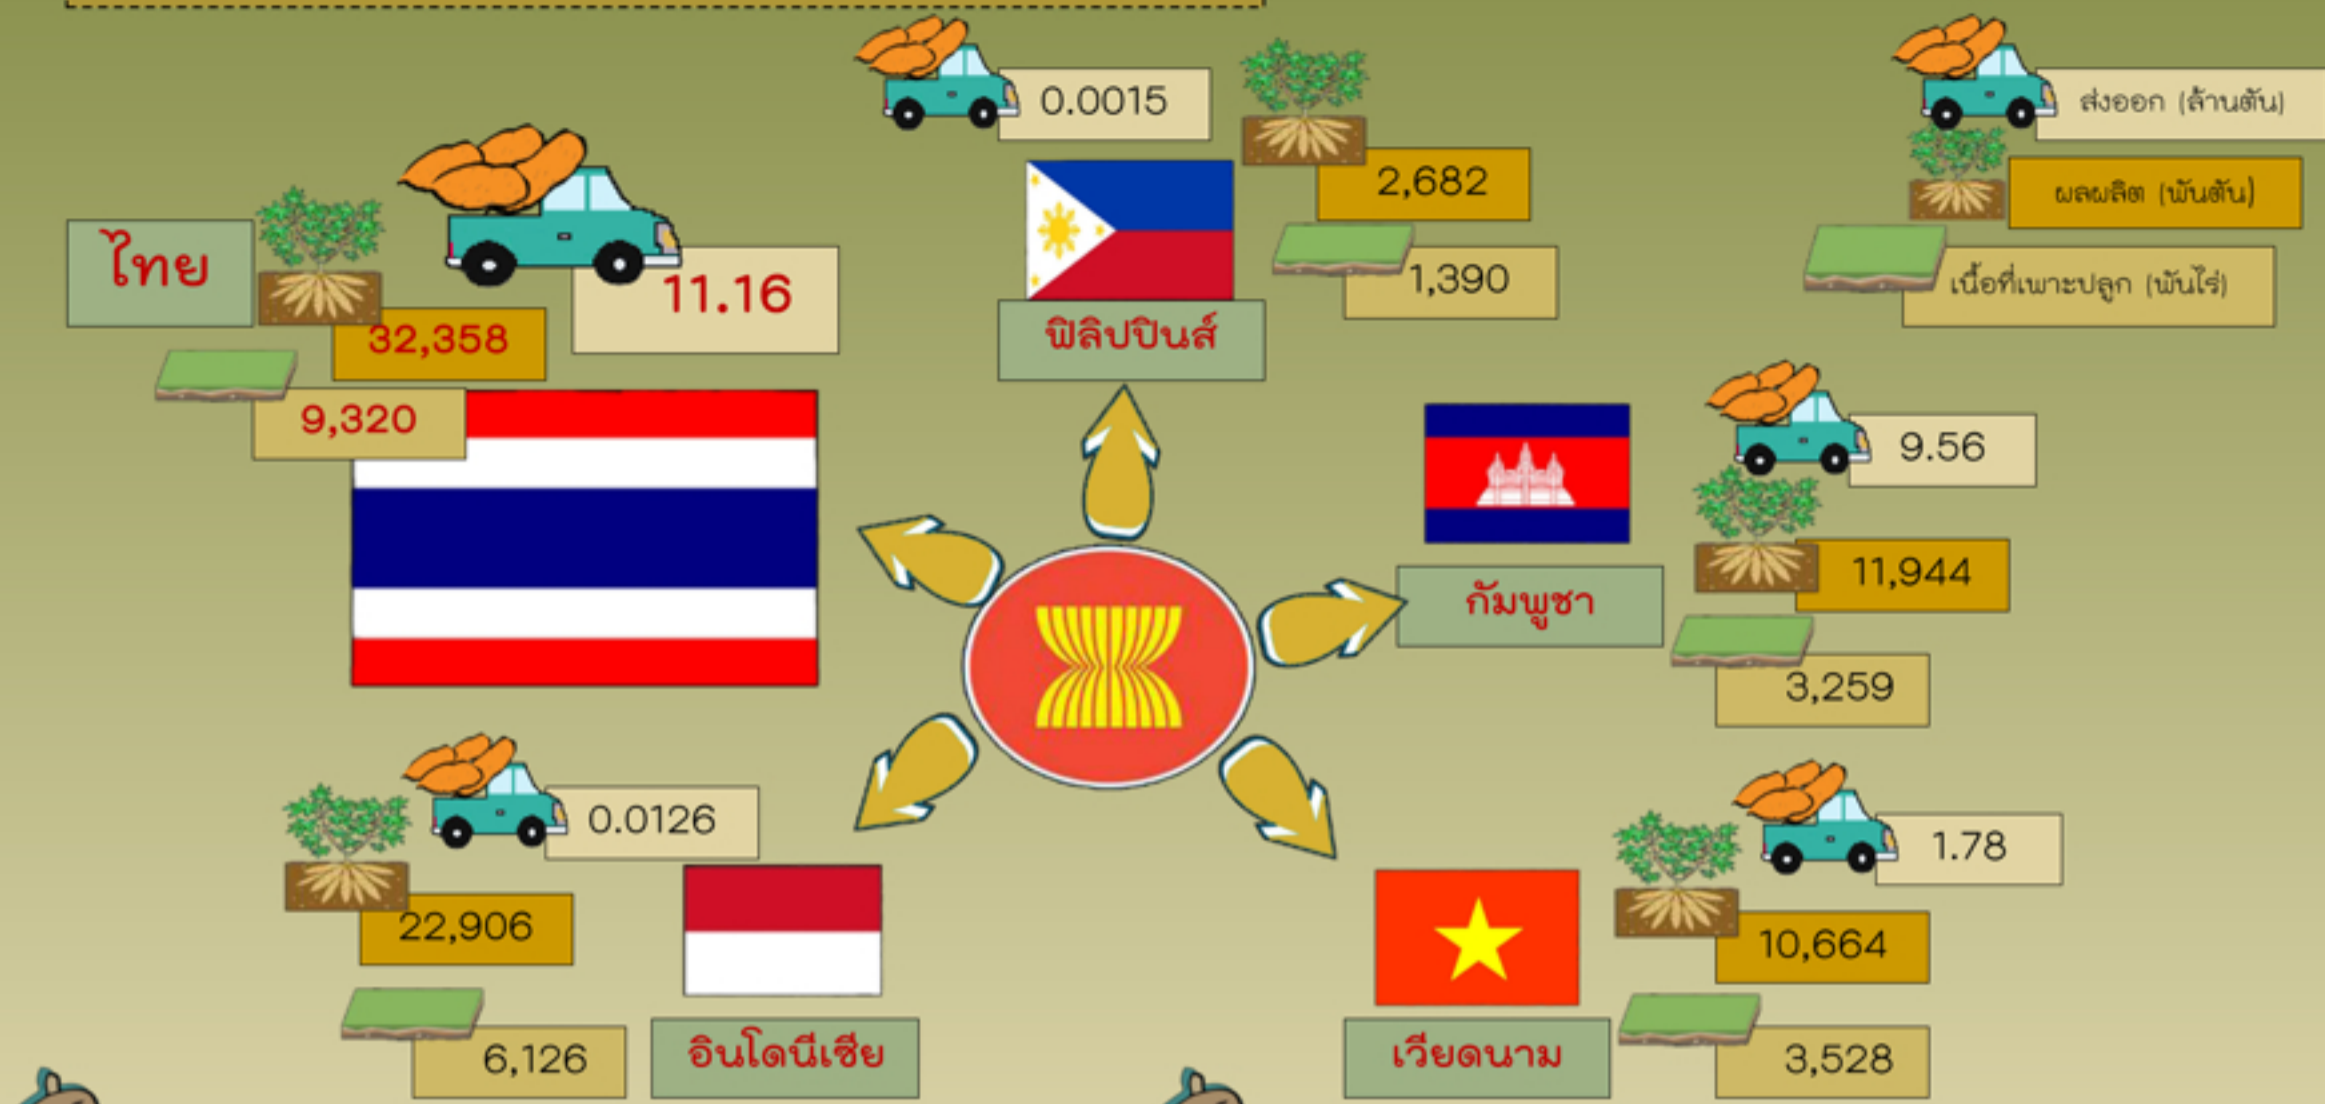 0.0015
ส่งออก (ล้านตัน)
2,682
ผลผลิต (พันตัน)
ไทย
11.16
1,390
เนื้อที่เพาะปลูก (พันไร่)
32,358
ฟิลิปปินส์
9,320
9.56
11,944
กัมพูชา
3,259
0.0126
1.78
22,906
10,664
6,126
อินโดนีเซีย
เวียดนาม
3,528